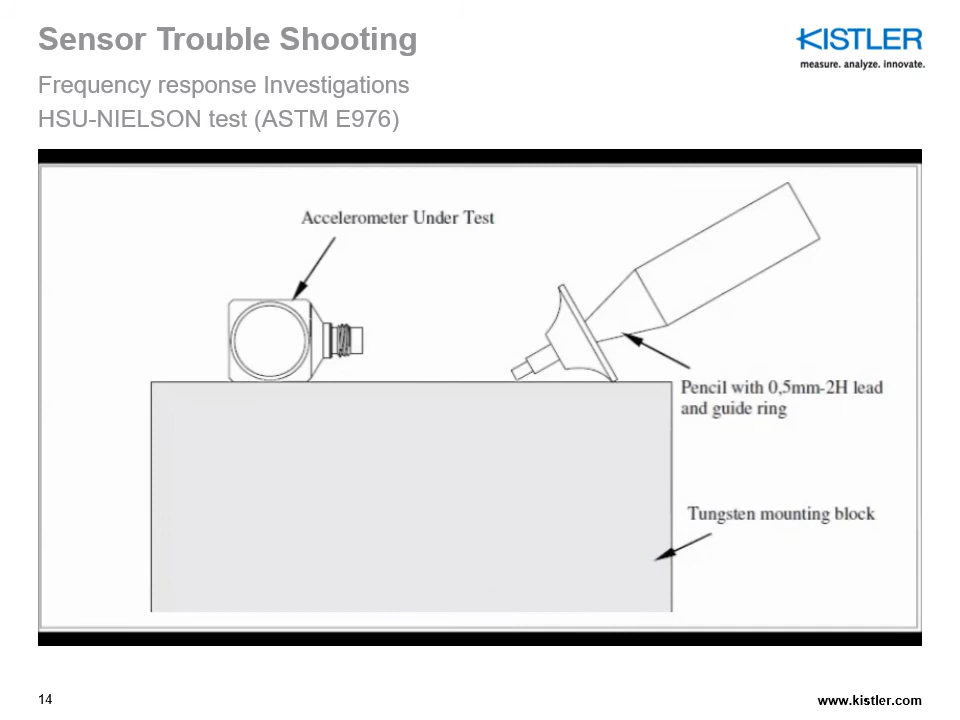 Sensor Trouble Shooting
KISTLER
measure. analyze. innovate.
Frequency response Investigations
HSU-NIELSON test (ASTM E976)
Accelerometer Under Test
Pencil with 0,5mm-2H lead
and guide ring
Tungsten mounting block
14
www.kistler.com